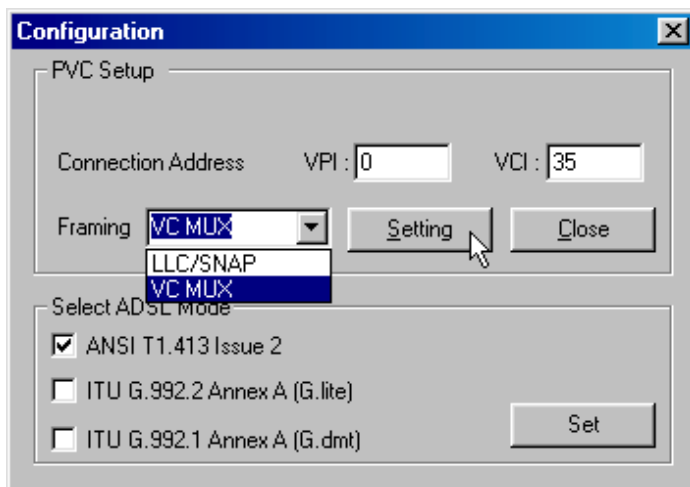 Configuration
PVC Setup
Connection Address VPI : 0 VCI : 35
Framing VC MUX Setting Close
LLC/SNAP
VC MUX
Select ADSL Mode
ANSI T1.413 Issue 2
ITU G.992.2 Annex A (G.lite)
ITU G.992.1 Annex A (G.dmt)
Set